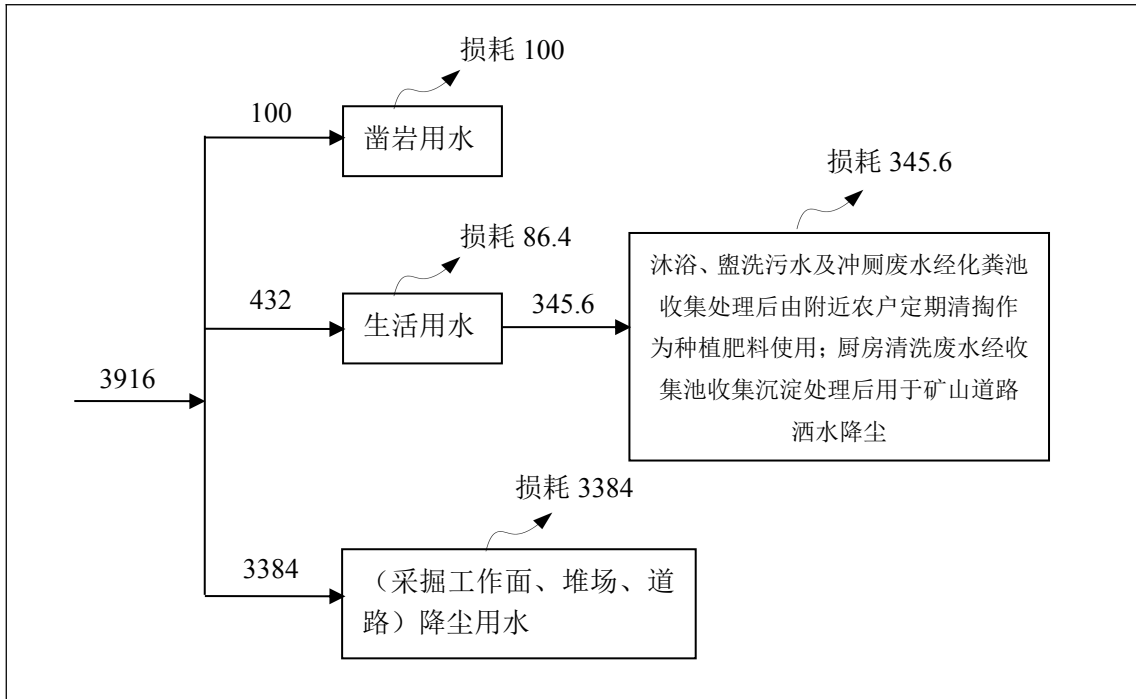 损耗 100
100
凿岩用水
损耗 345.6
损耗 86.4
432
生活用水
345.6
沐浴、盥洗污水及冲厕废水经化粪池
收集处理后由附近农户定期清掏作
为种植肥料使用；厨房清洗废水经收
集池收集沉淀处理后用于矿山道路
洒水降尘
3916
损耗 3384
3384
（采掘工作面、堆场、道
路）降尘用水